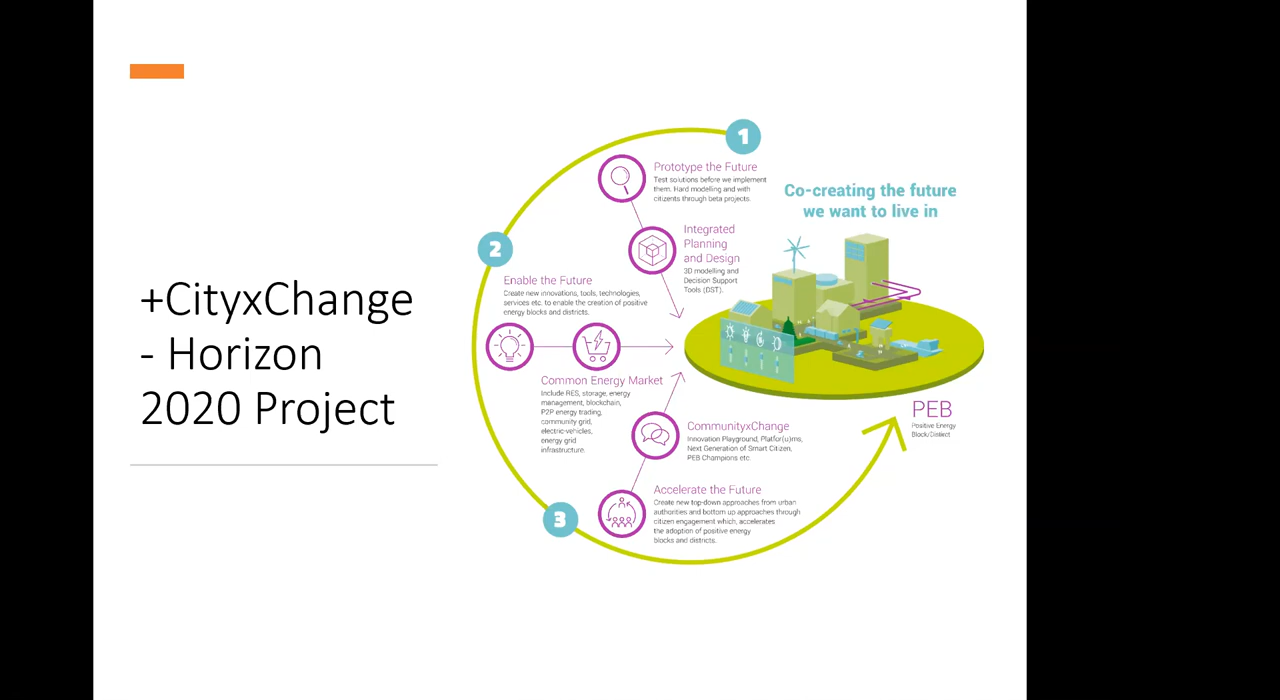 +CityxChange
- Horizon
2020 Project
1
Prototype the Future
Test solutions before we implement
them. Hard modelling and with
citizens through beta projects.
Integrated
Planning
and Design
3D modelling and
Decision Support
Tools (DST).
Co-creating the future
we want to live in
2
Enable the Future
Create new innovations, tools, technologies,
services etc. to enable the creation of positive
energy blocks and districts.
Common Energy Market
Include RES, storage, energy
management, blockchain,
P2P energy trading,
community grid,
electric-vehicles,
energy grid
infrastructure.
PEB
Positive Energy
Block/District
CommunityxChange
Innovation Playground, Platfor(u)ms,
Next Generation of Smart Citizen,
PEB Champions etc.
3
Accelerate the Future
Create new top-down approaches from urban
authorities and bottom up approaches through
citizen engagement which, accelerates
the adoption of positive energy
blocks and districts.